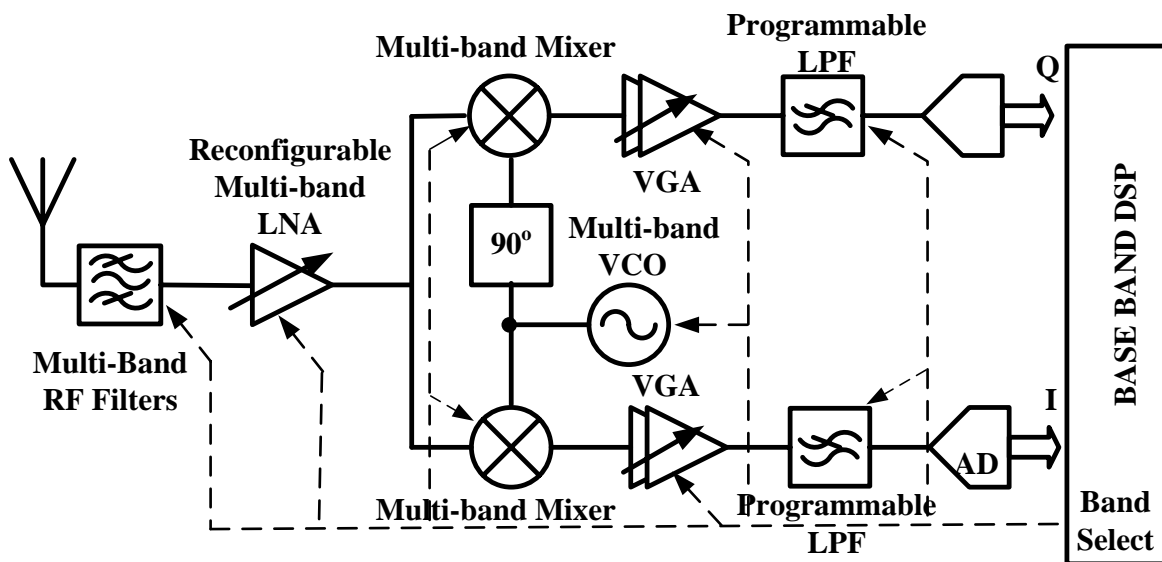 Multi-band Mixer
Programmable
LPF
Q
Reconfigurable
Multi-band
LNA
VGA
90º
Multi-band
VCO
BASE BAND DSP
Multi-Band
RF Filters
VGA
I
AD
Multi-band Mixer
Programmable
LPF
Band
Select